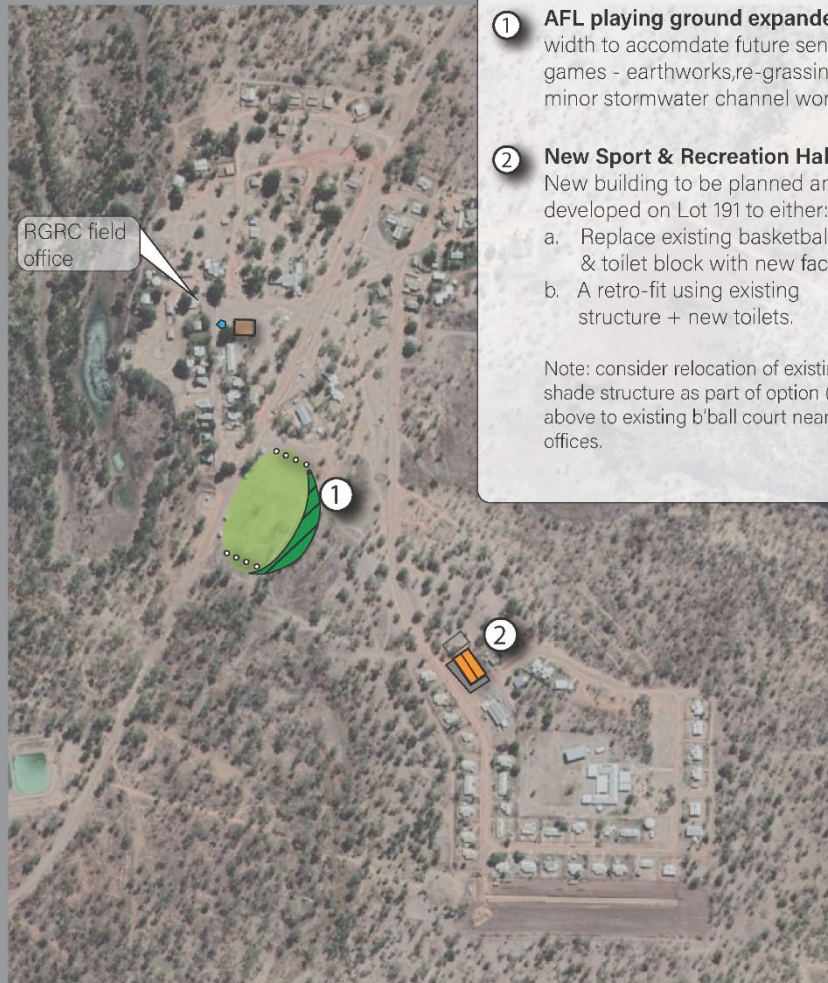 ① AFL playing ground expande
width to accomdate future sen
games - earthworks,re-grassin
minor stormwater channel wor
② New Sport & Recreation Hal
New building to be planned ar
developed on Lot 191 to either:
a. Replace existing basketbal
& toilet block with new fac
b. A retro-fit using existing
structure + new toilets.
Note: consider relocation of existin
shade structure as part of option (
above to existing b'ball court near
offices.
RGRC field
office
1
2